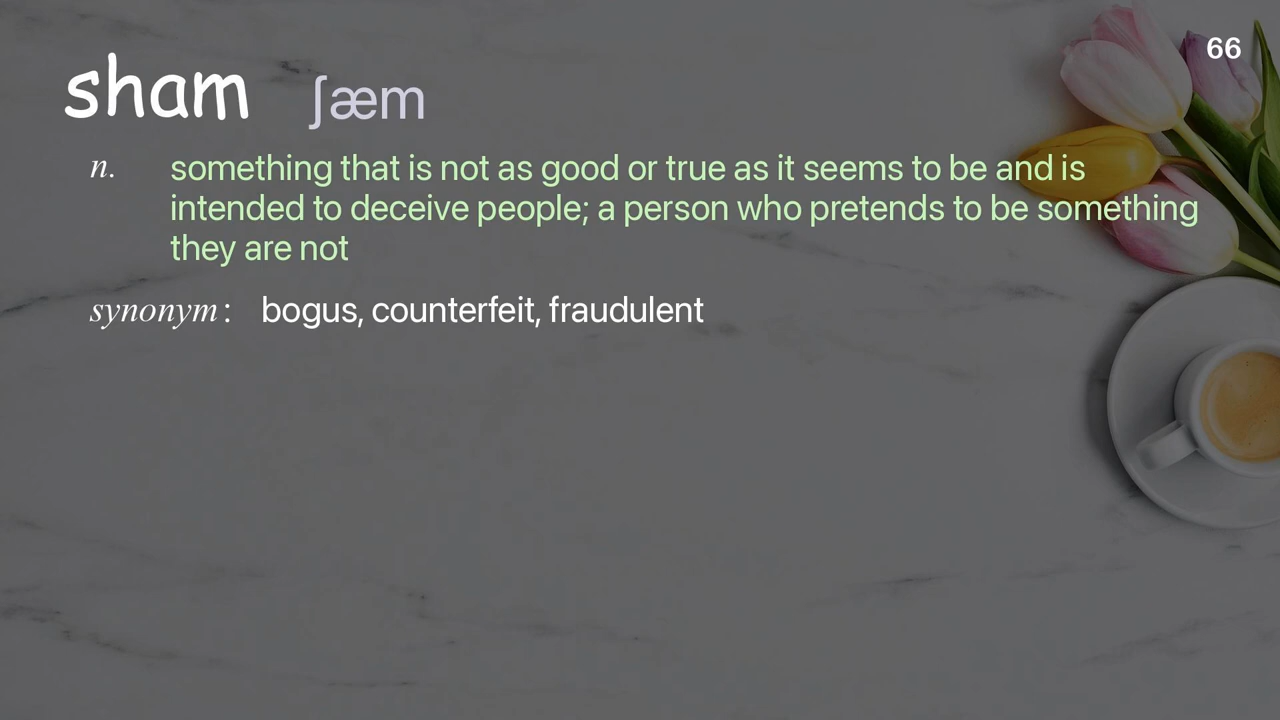 66
sham ʃæm
n. something that is not as good or true as it seems to be and is
intended to deceive people; a person who pretends to be something
they are not
synonym: bogus, counterfeit, fraudulent